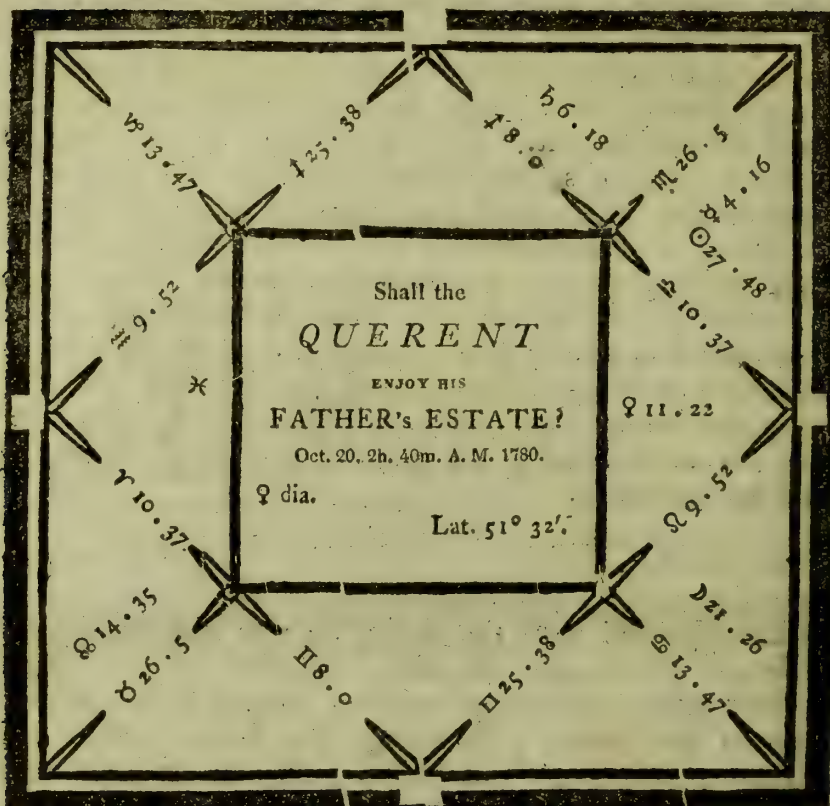 ♑ 13.47
♐ 25.38
♐ 8.0
♄ 6.18
♏ 26.5
☿ 4.16
☉ 27.48
♎ 10.37
♒ 9.52
♓
Shall the
QUERENT
ENJOY HIS
FATHER's ESTATE?
Oct. 20. 2h. 40m. A. M. 1780.
♀ dia.
Lat. 51° 32′.
♀ 11.22
♌ 9.52
♈ 10.37
☊ 14.35
♉ 26.5
♊ 8.0
♊ 25.38
☽ 21.26
♋ 13.47